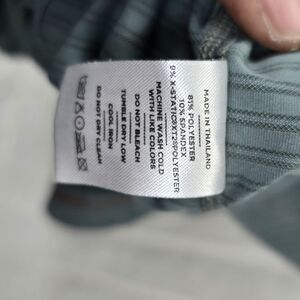 MADE IN THAILAND
81% POLYESTER
10% SPANDEX
9% X-STATIC®XT2®POLYESTER
MACHINE WASH COLD
WITH LIKE COLORS
DO NOT BLEACH
TUMBLE DRY LOW
COOL IRON
DO NOT DRY CLEAN